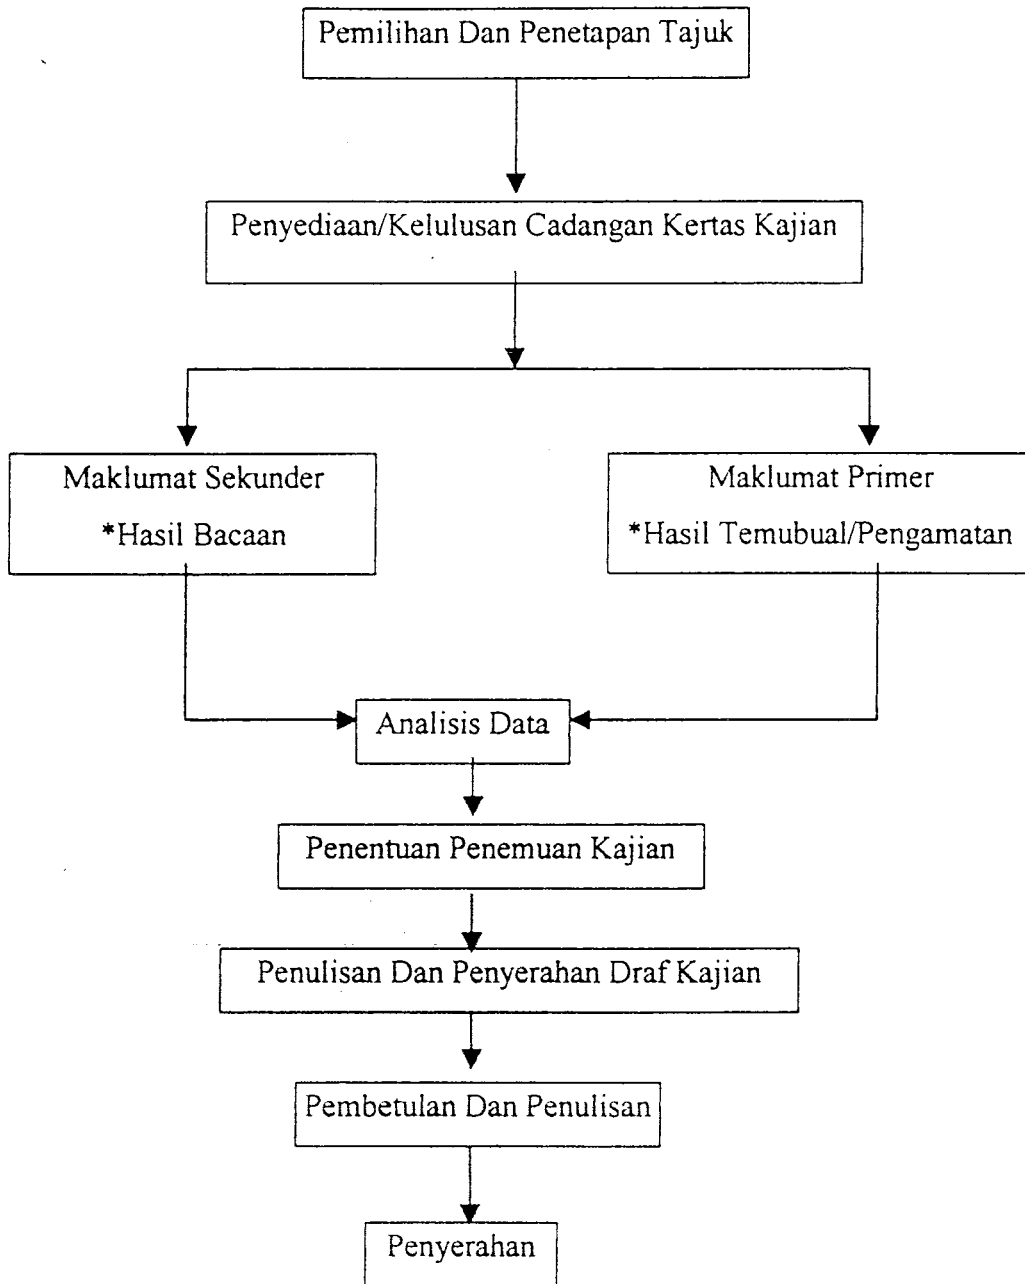 Pemilihan Dan Penetapan Tajuk
Penyediaan/Kelulusan Cadangan Kertas Kajian
Maklumat Sekunder
*Hasil Bacaan
Maklumat Primer
*Hasil Temubual/Pengamatan
Analisis Data
Penentuan Penemuan Kajian
Penulisan Dan Penyerahan Draf Kajian
Pembetulan Dan Penulisan
Penyerahan